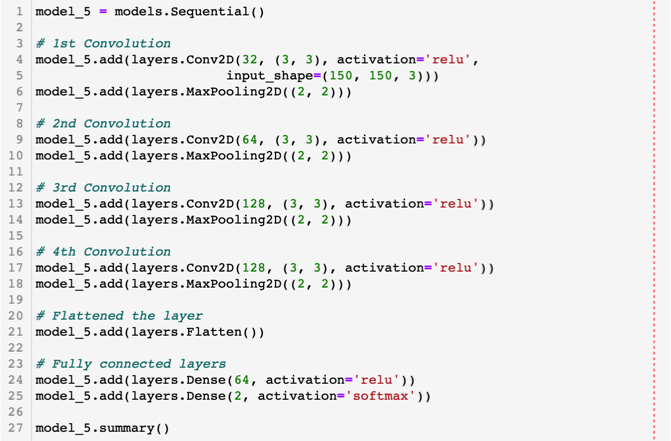 1 model_5 = models.Sequential()
2
3 # 1st Convolution
4 model_5.add(layers.Conv2D(32, (3, 3), activation='relu',
5                         input_shape=(150, 150, 3)))
6 model_5.add(layers.MaxPooling2D((2, 2)))
7
8 # 2nd Convolution
9 model_5.add(layers.Conv2D(64, (3, 3), activation='relu'))
10 model_5.add(layers.MaxPooling2D((2, 2)))
11
12 # 3rd Convolution
13 model_5.add(layers.Conv2D(128, (3, 3), activation='relu'))
14 model_5.add(layers.MaxPooling2D((2, 2)))
15
16 # 4th Convolution
17 model_5.add(layers.Conv2D(128, (3, 3), activation='relu'))
18 model_5.add(layers.MaxPooling2D((2, 2)))
19
20 # Flattened the layer
21 model_5.add(layers.Flatten())
22
23 # Fully connected layers
24 model_5.add(layers.Dense(64, activation='relu'))
25 model_5.add(layers.Dense(2, activation='softmax'))
26
27 model_5.summary()